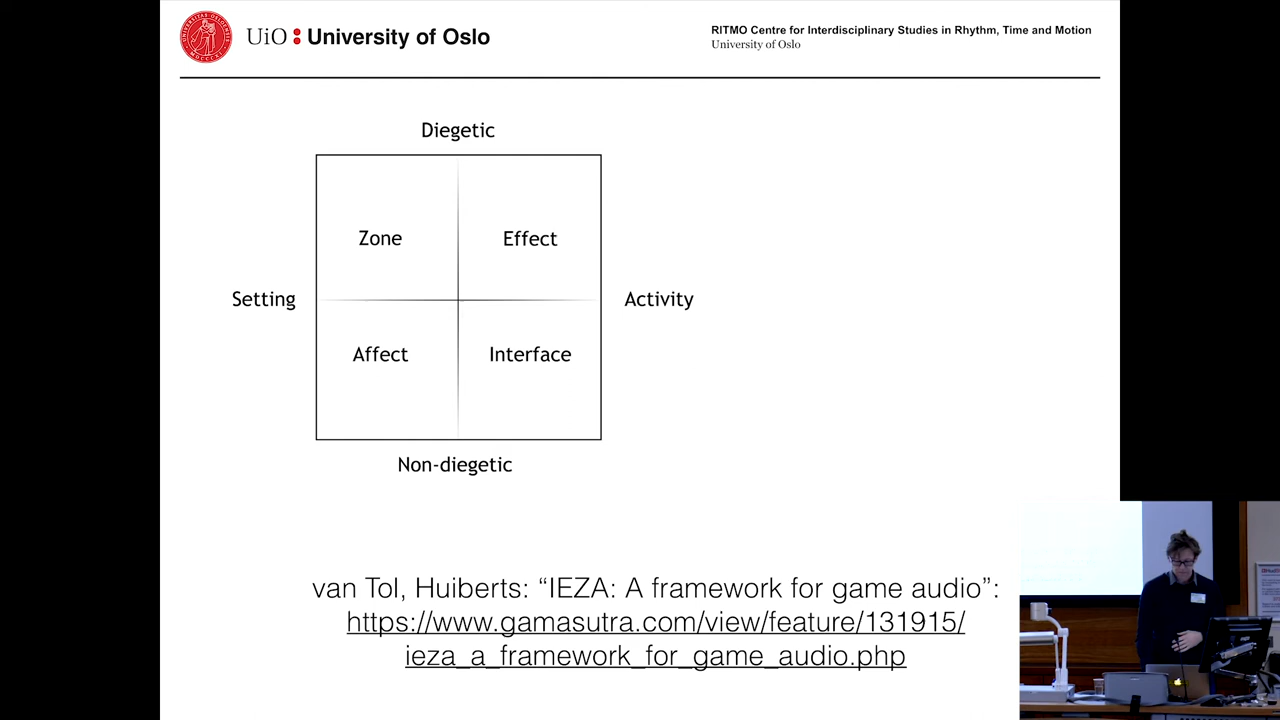 UiO : University of Oslo
RITMO Centre for Interdisciplinary Studies in Rhythm, Time and Motion
University of Oslo
Diegetic
Zone
Effect
Setting
Activity
Affect
Interface
Non-diegetic
van Tol, Huiberts: “IEZA: A framework for game audio”:
https://www.gamasutra.com/view/feature/131915/
ieza_a_framework_for_game_audio.php